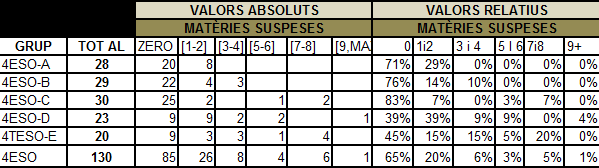 VALORS ABSOLUTS VALORS RELATIUS
MATÈRIES SUSPESES MATÈRIES SUSPESES
GRUP TOT AL ZERO [1-2] [3-4] [5-6] [7-8] [9,MA 0 1i2 3 i 4 5 I 6 7i8 9+
4ESO-A 28 20 8 71% 29% 0% 0% 0% 0%
4ESO-B 29 22 4 3 76% 14% 10% 0% 0% 0%
4ESO-C 30 25 2 1 2 83% 7% 0% 3% 7% 0%
4ESO-D 23 9 9 2 2 1 39% 39% 9% 9% 0% 4%
4TESO-E 20 9 3 3 1 4 45% 15% 15% 5% 20% 0%
4ESO 130 85 26 8 4 6 1 65% 20% 6% 3% 5% 1%